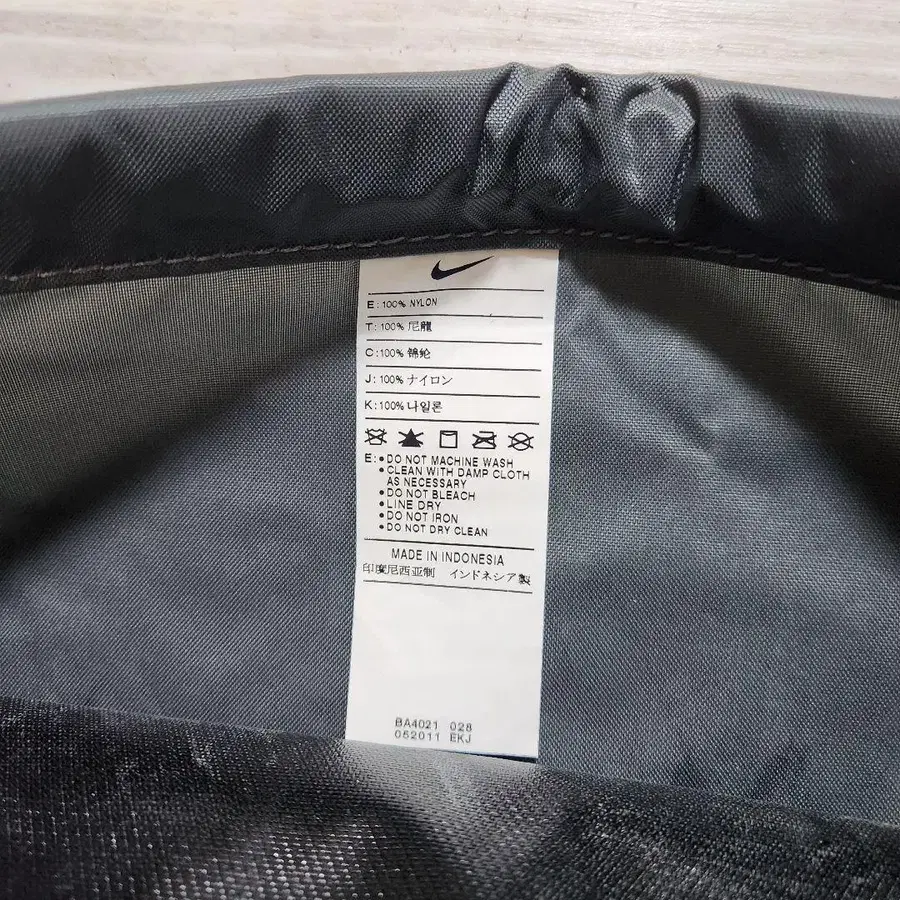 E: 100% NYLON
T: 100% 尼龍
C: 100% 锦纶
J: 100% ナイロン
K: 100% 나일론
E: •DO NOT MACHINE WASH
•CLEAN WITH DAMP CLOTH
AS NECESSARY
•DO NOT BLEACH
•LINE DRY
•DO NOT IRON
•DO NOT DRY CLEAN
MADE IN INDONESIA
印度尼西亚制 インドネシア製
BA4021 028
052011 EKJ